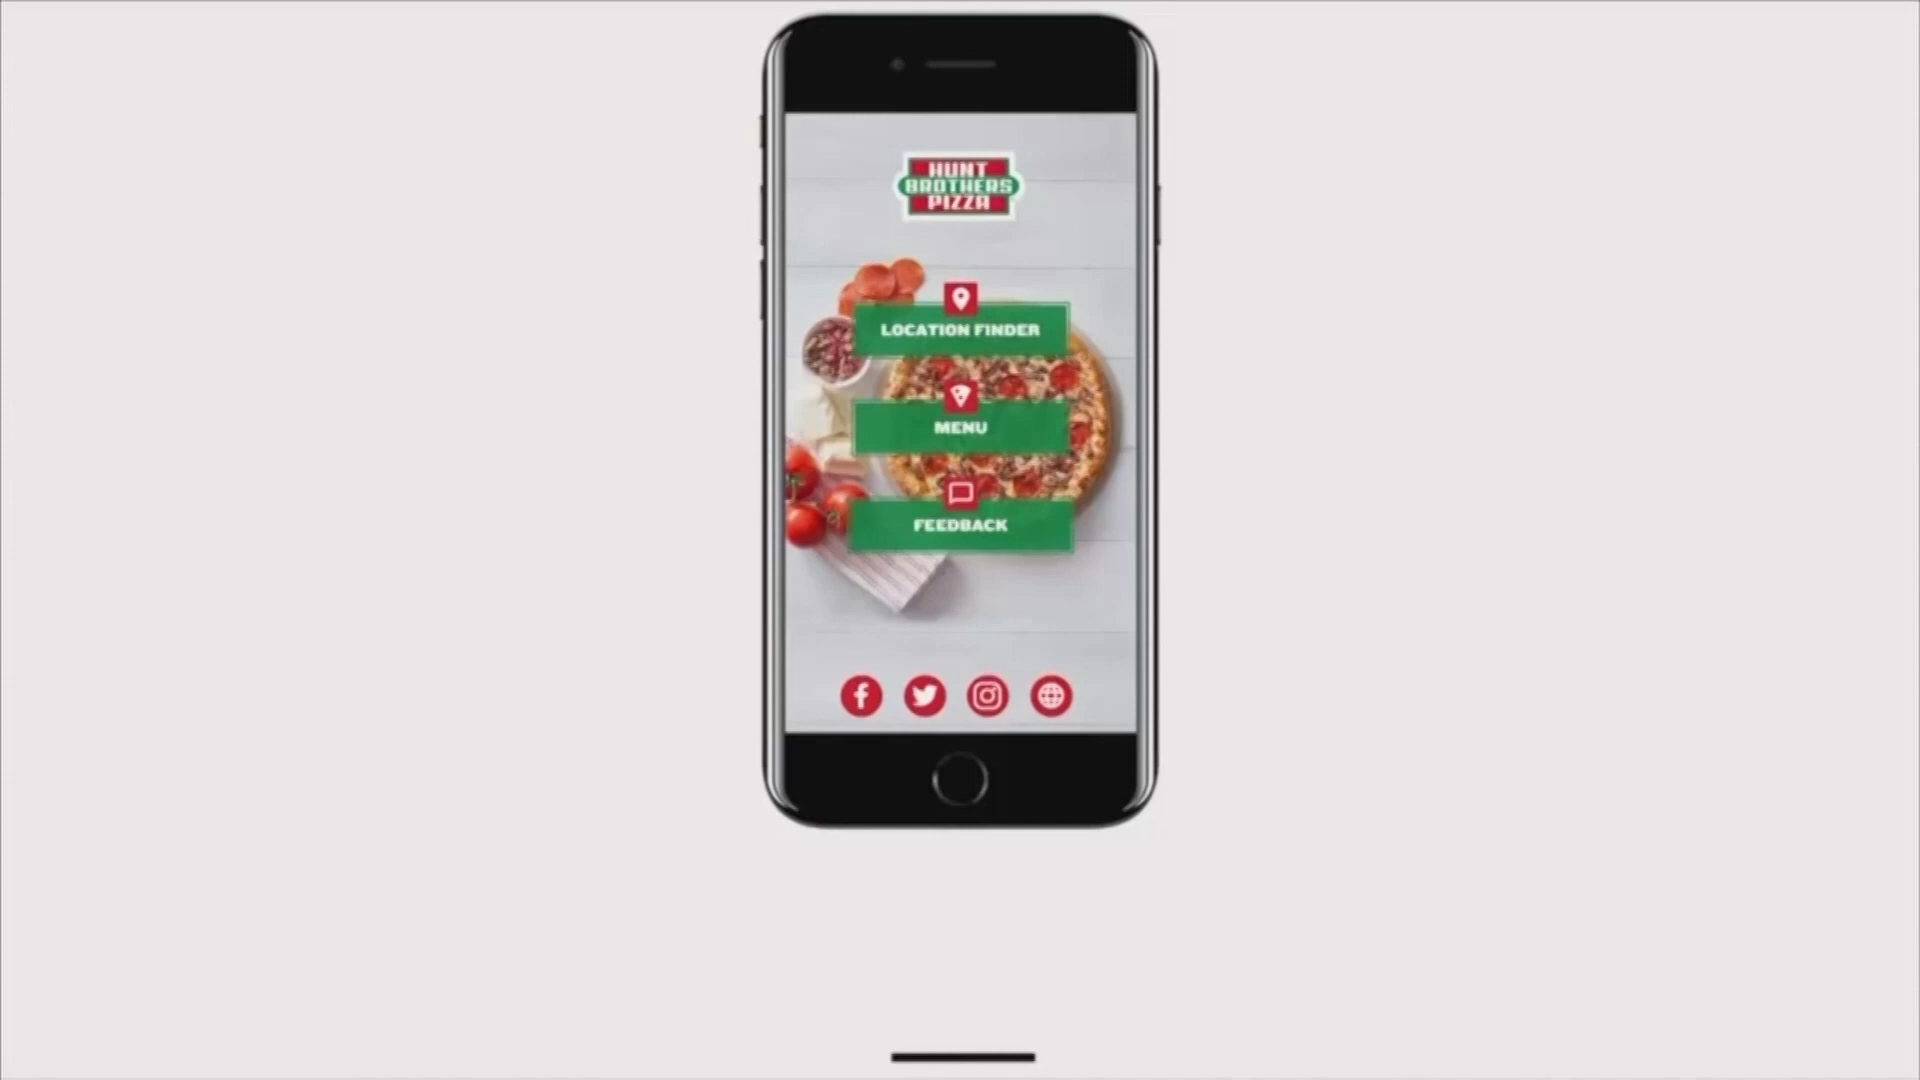 HUNT
BROTHERS
PIZZA
LOCATION FINDER
MENU
FEEDBACK